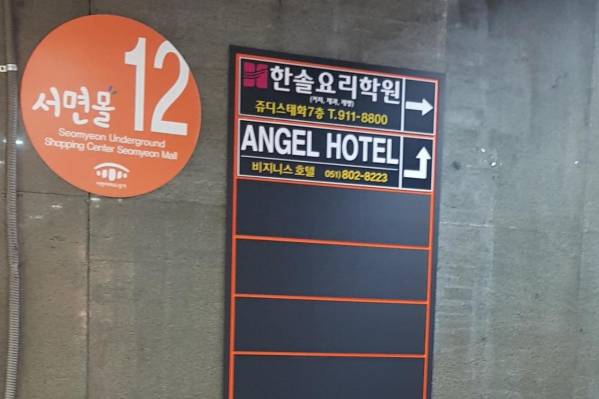 12
서면몰
Seomyeon Underground
Shopping Center Seomyeon Mall
한솔요리학원
쥬디스태화7층 T.911-8800
ANGEL HOTEL
비지니스 호텔 051) 802-8223